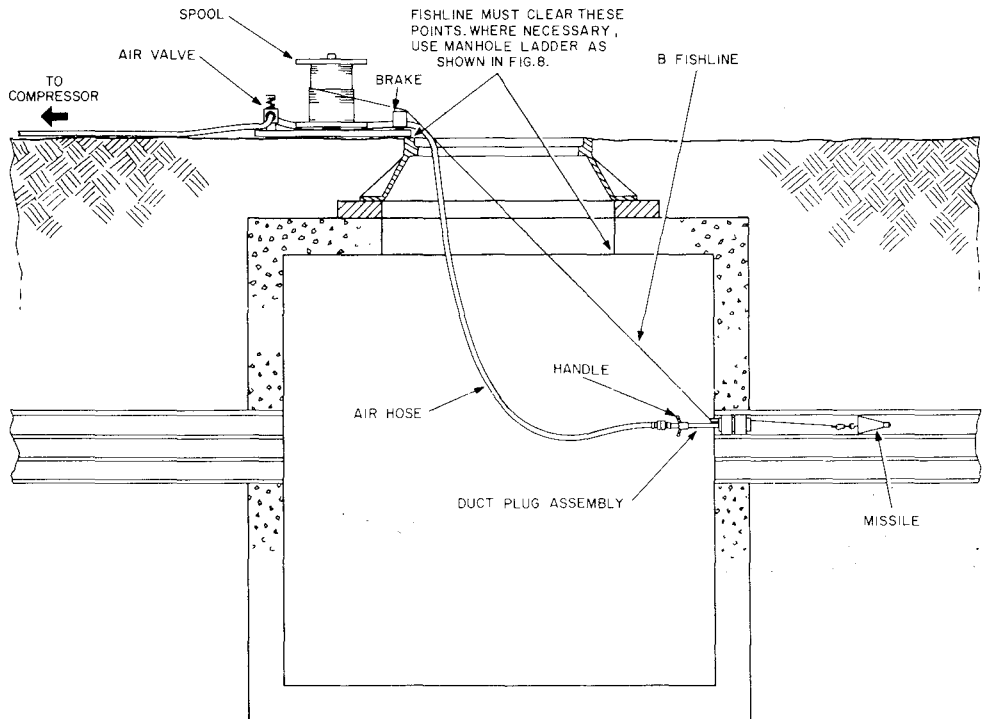 FISHLINE MUST CLEAR THESE
POINTS. WHERE NECESSARY,
USE MANHOLE LADDER AS
SHOWN IN FIG. 8.
SPOOL
AIR VALVE
BRAKE
B FISHLINE
TO
COMPRESSOR
HANDLE
AIR HOSE
DUCT PLUG ASSEMBLY
MISSILE